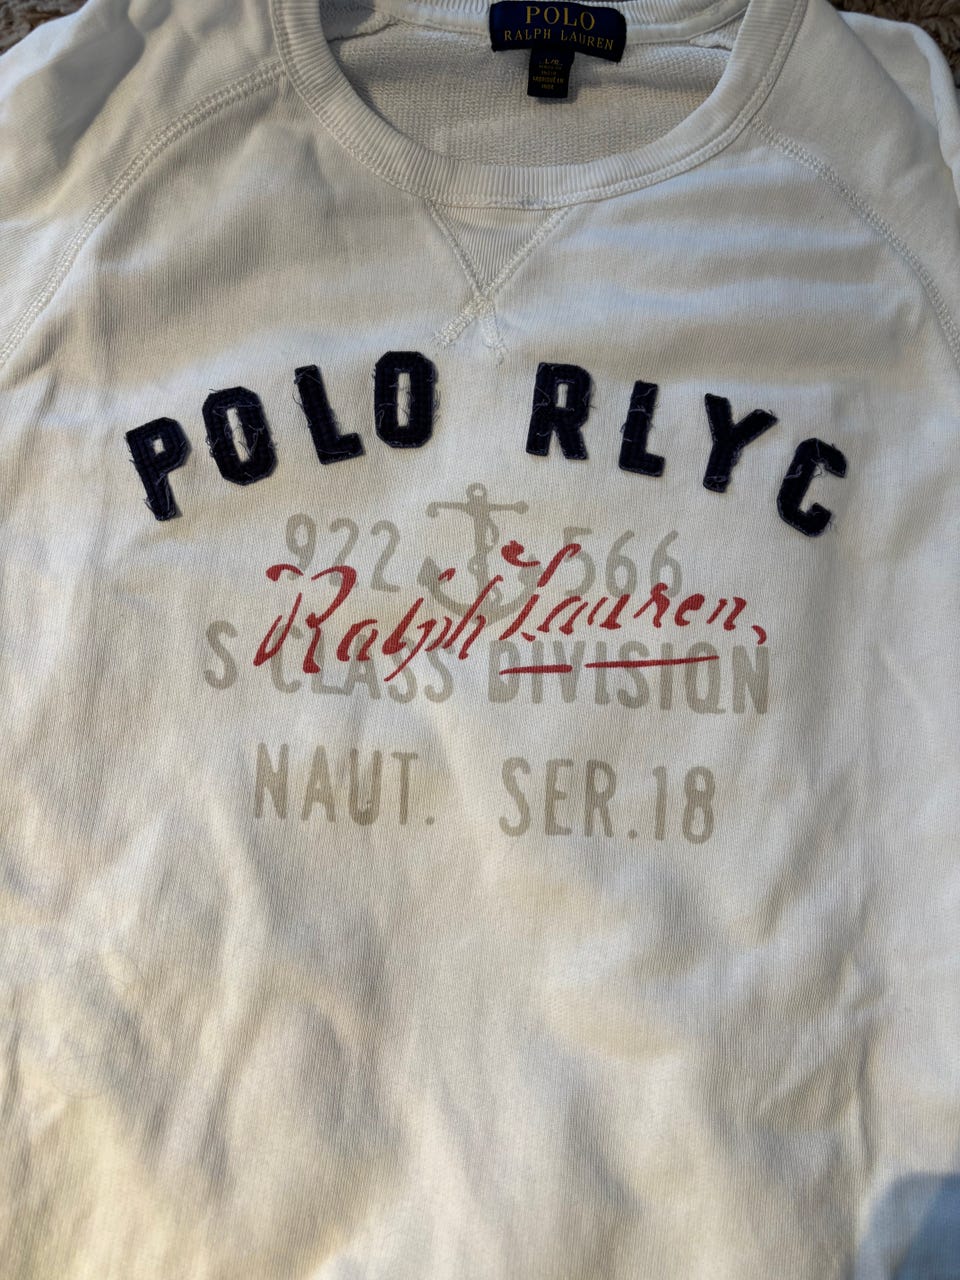 POLO
RALPH LAUREN
POLO RLYC
922 566
Ralph Lauren,
S CLASS DIVISION
NAUT. SER.18